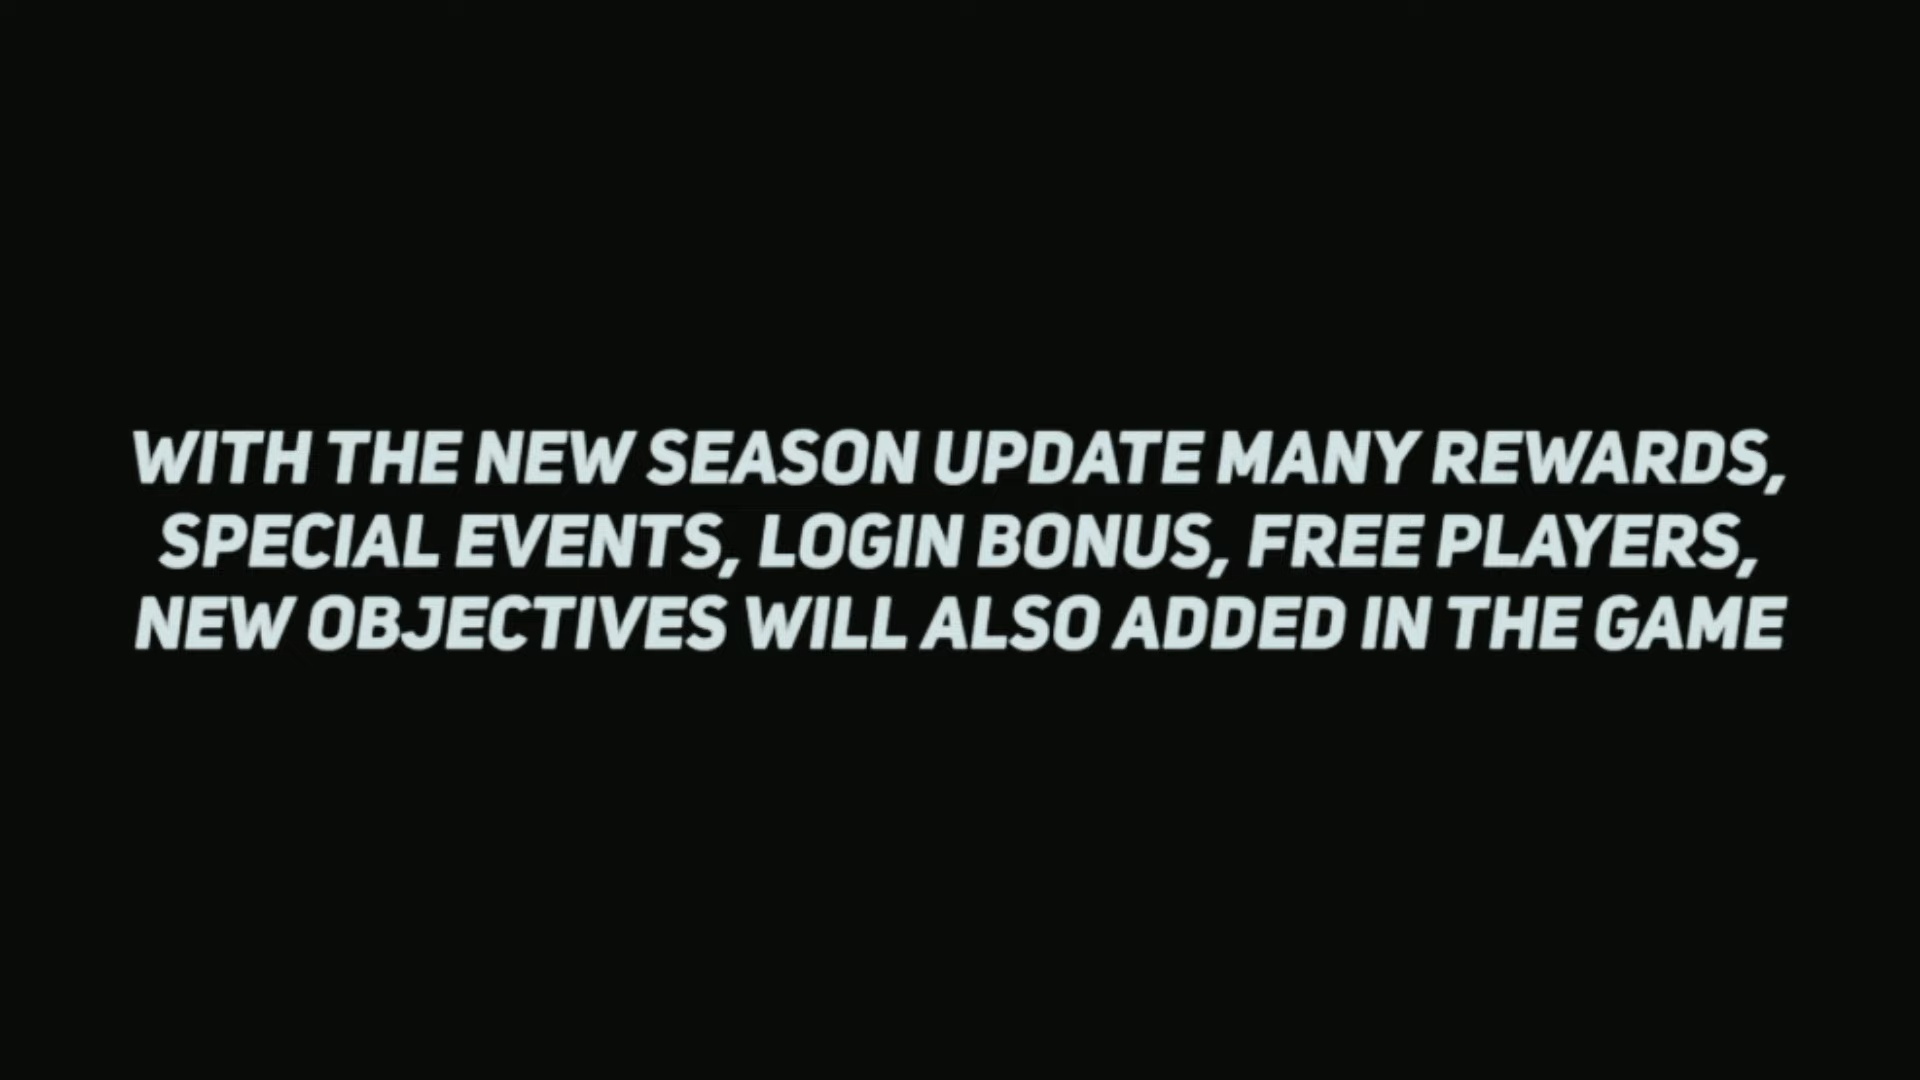 WITH THE NEW SEASON UPDATE MANY REWARDS,
SPECIAL EVENTS, LOGIN BONUS, FREE PLAYERS,
NEW OBJECTIVES WILL ALSO ADDED IN THE GAME